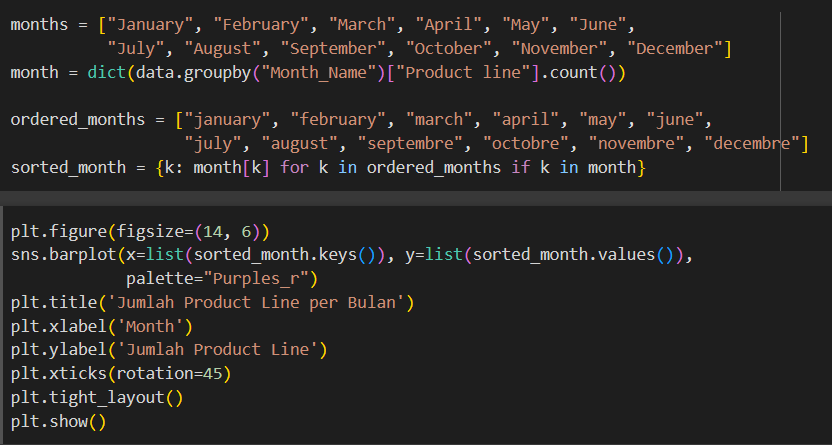 months = ["January", "February", "March", "April", "May", "June",
"July", "August", "September", "October", "November", "December"]
month = dict(data.groupby("Month_Name")["Product line"].count())
ordered_months = ["january", "february", "march", "april", "may", "june",
"july", "august", "septembre", "octobre", "novembre", "decembre"]
sorted_month = {k: month[k] for k in ordered_months if k in month}
plt.figure(figsize=(14, 6))
sns.barplot(x=list(sorted_month.keys()), y=list(sorted_month.values()),
palette="Purples_r")
plt.title('Jumlah Product Line per Bulan')
plt.xlabel('Month')
plt.ylabel('Jumlah Product Line')
plt.xticks(rotation=45)
plt.tight_layout()
plt.show()